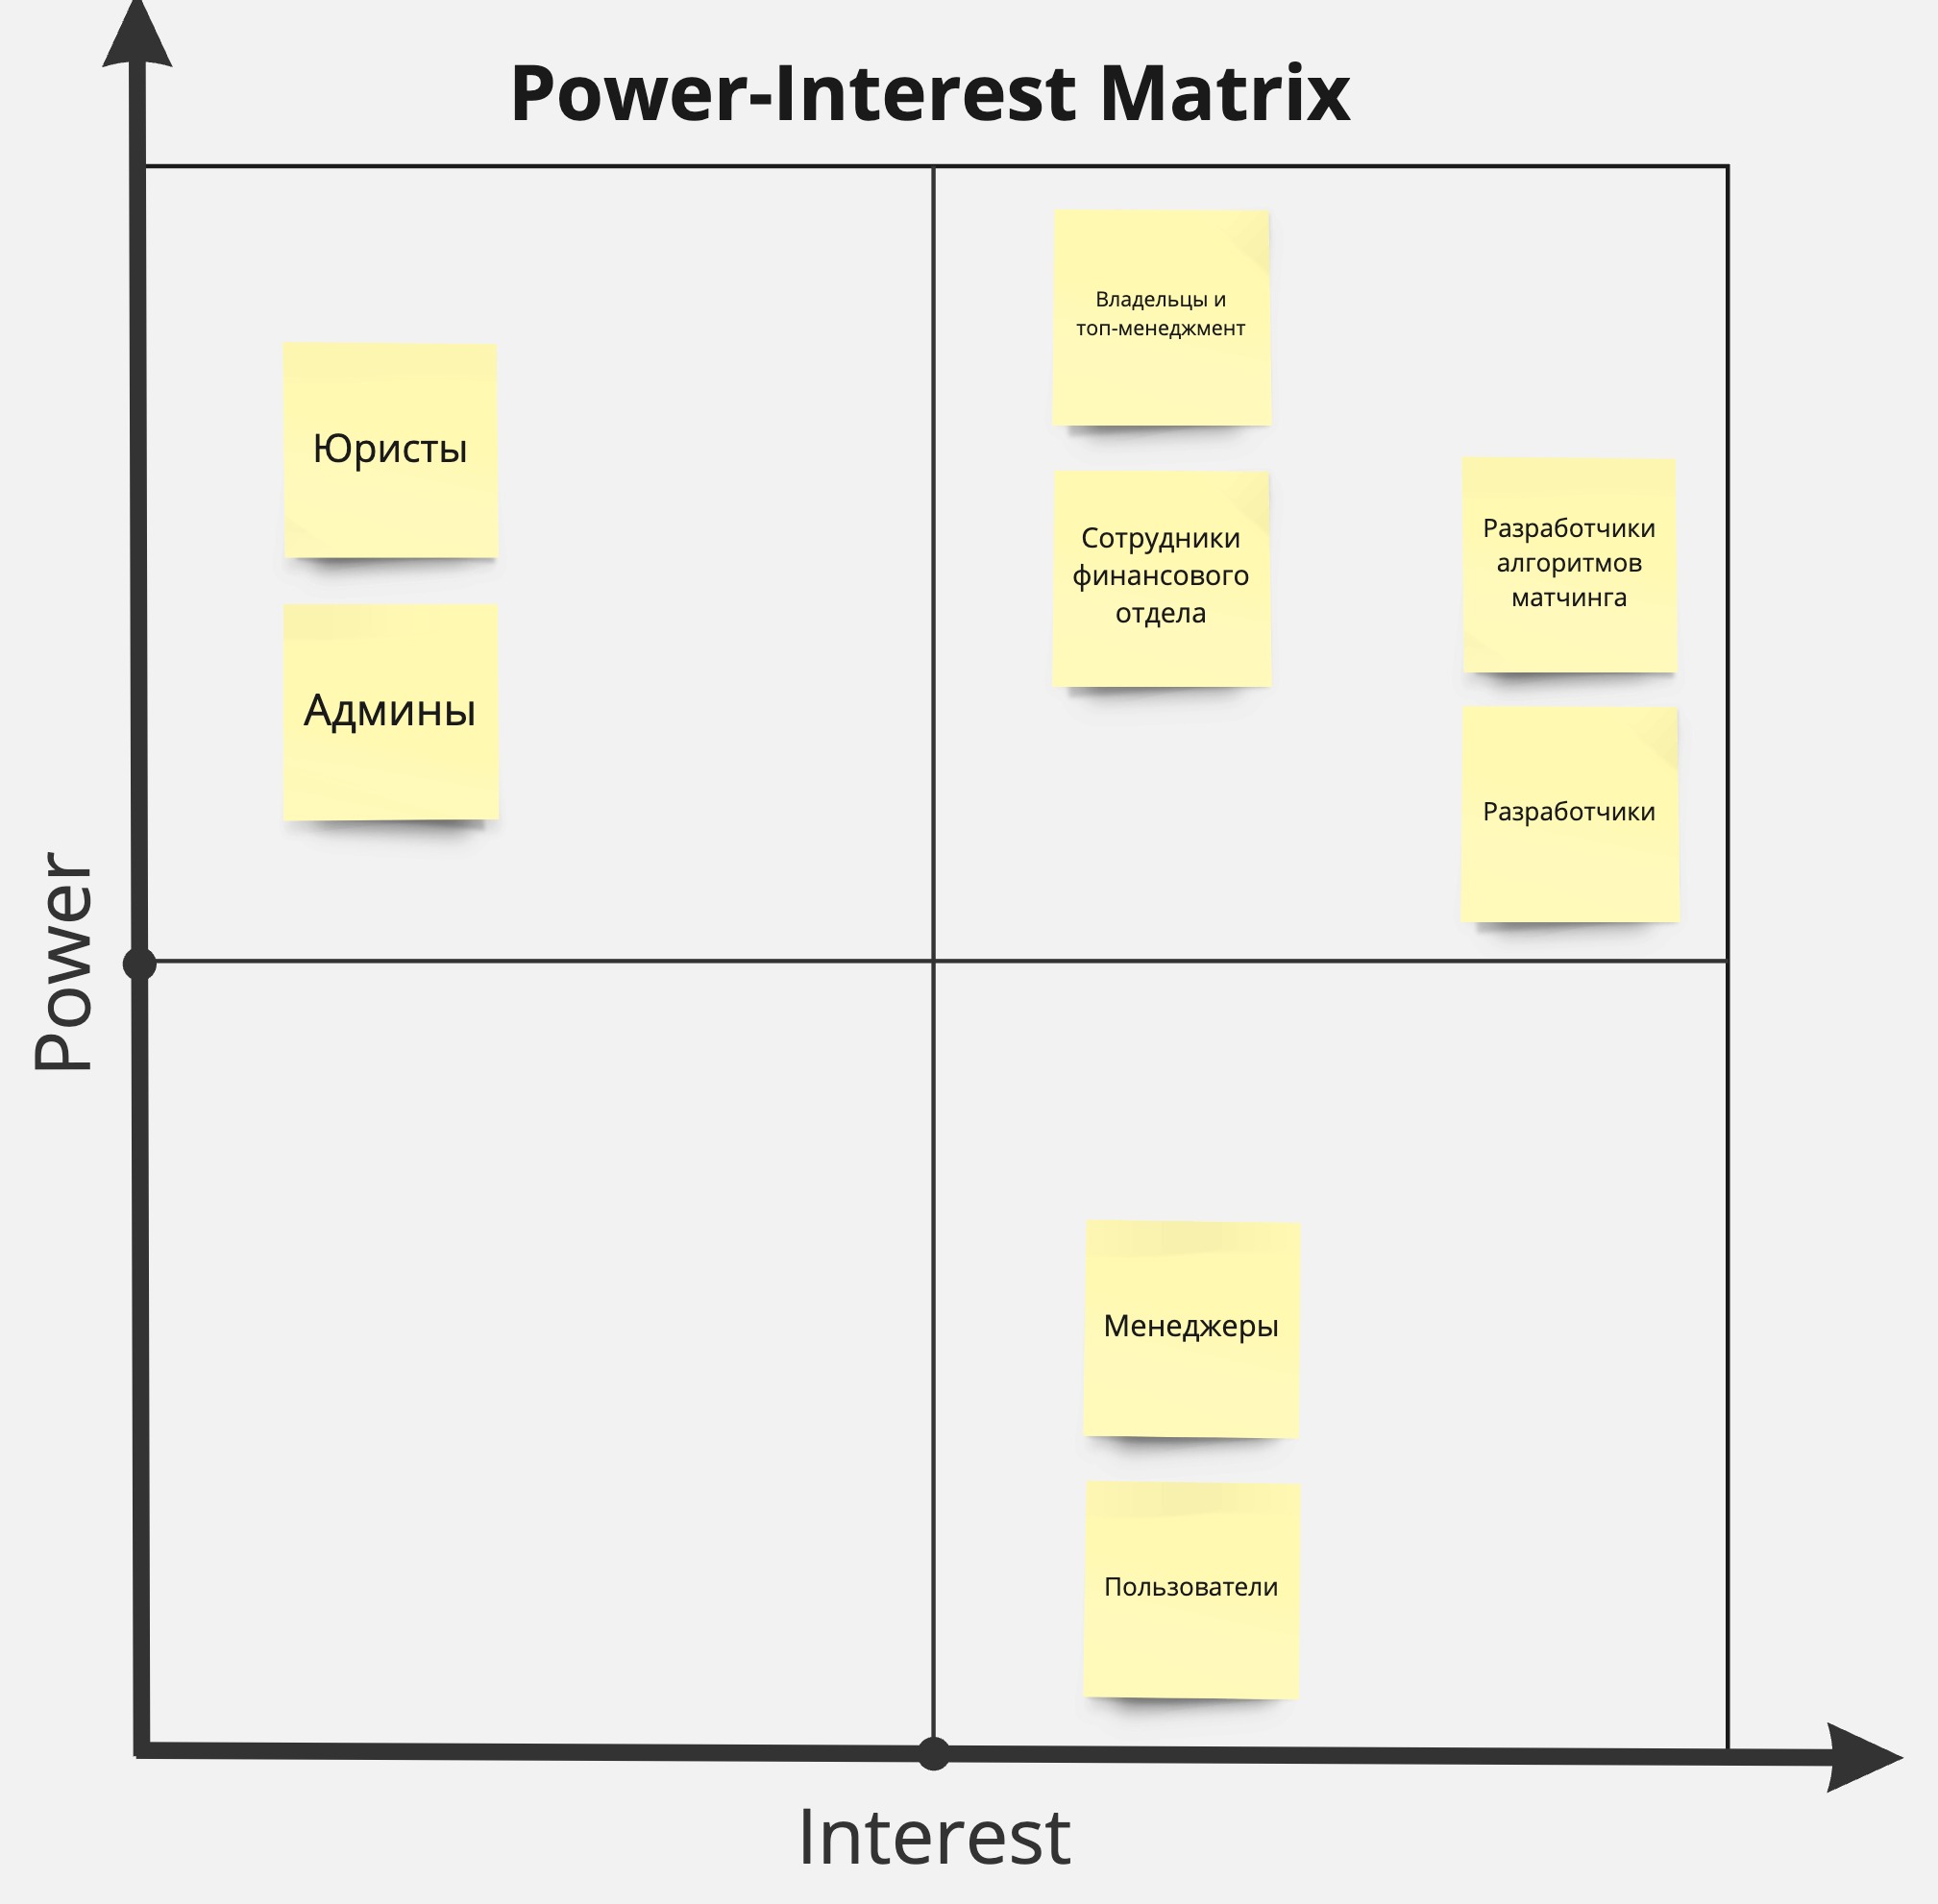 Power-Interest Matrix
Владельцы и
топ-менеджмент
Юристы
Сотрудники
финансового
отдела
Разработчики
алгоритмов
матчинга
Админы
Разработчики
Power
Менеджеры
Пользователи
Interest